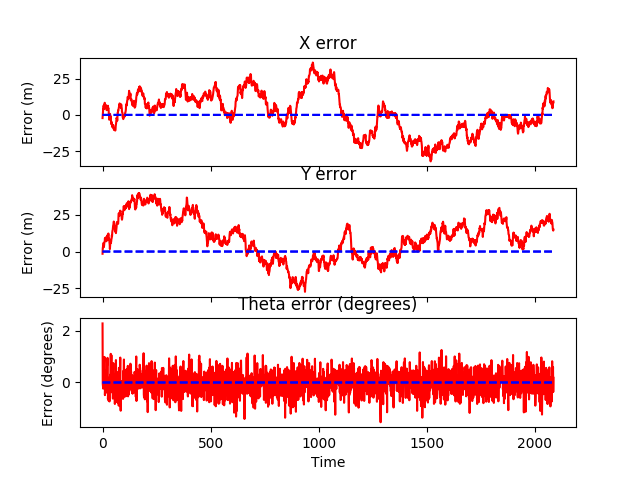 X error
Error (m)
25
0
−25
Y error
Error (m)
25
0
−25
Theta error (degrees)
Error (degrees)
2
0
0
500
1000
1500
2000
Time